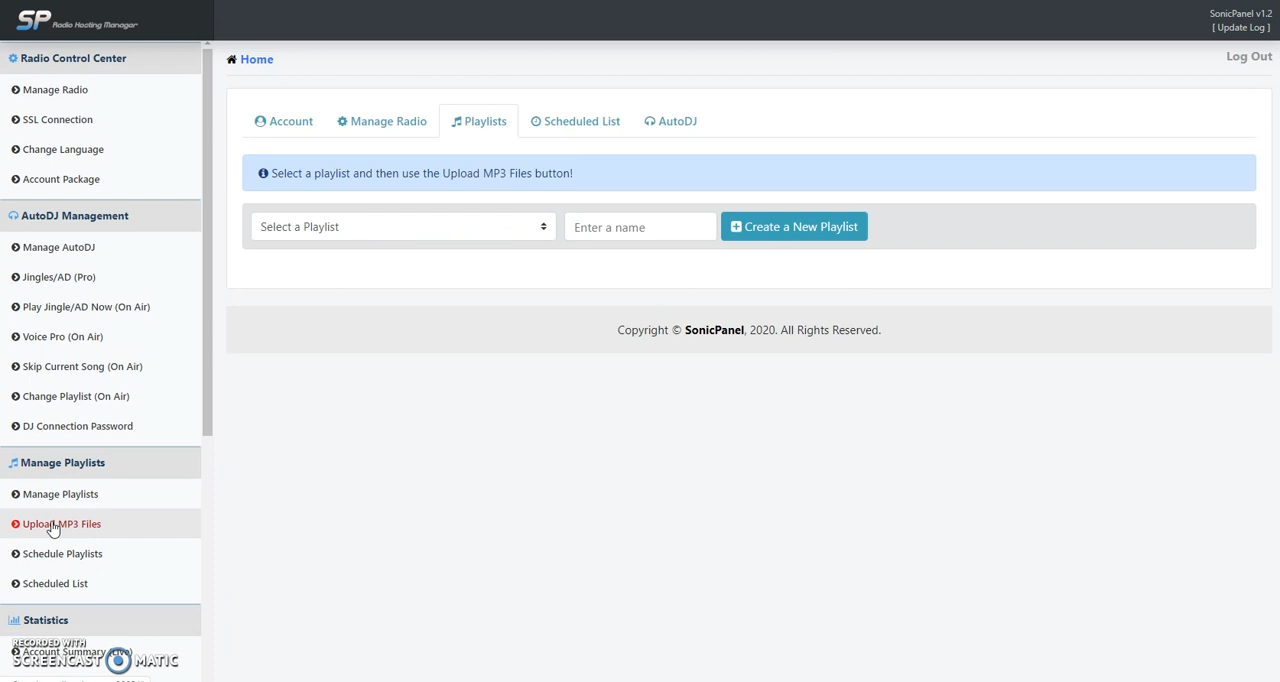 SP Radio Hosting Manager
SonicPanel v1.2
[ Update Log ]
Radio Control Center
Manage Radio
SSL Connection
Change Language
Account Package
AutoDJ Management
Manage AutoDJ
Jingles/AD (Pro)
Play Jingle/AD Now (On Air)
Voice Pro (On Air)
Skip Current Song (On Air)
Change Playlist (On Air)
DJ Connection Password
Manage Playlists
Manage Playlists
Upload MP3 Files
Schedule Playlists
Scheduled List
Statistics
Account Summary (Live)
RECORDED WITH
SCREENCAST MATIC
Home
Log Out
Account
Manage Radio
Playlists
Scheduled List
AutoDJ
Select a playlist and then use the Upload MP3 Files button!
Select a Playlist
Enter a name
Create a New Playlist
Copyright © SonicPanel, 2020. All Rights Reserved.